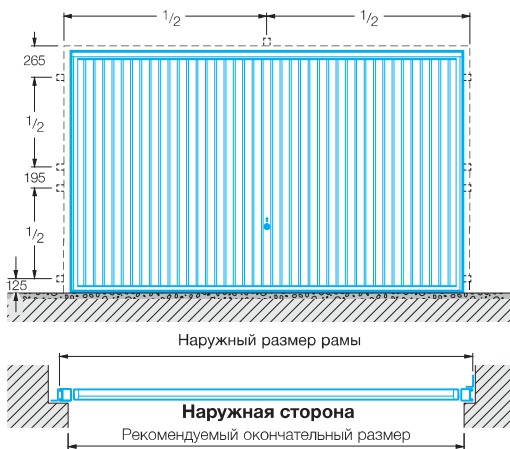 1/2 1/2
265
1/2
195
1/2
125
Наружный размер рамы
Наружная сторона
Рекомендуемый окончательный размер